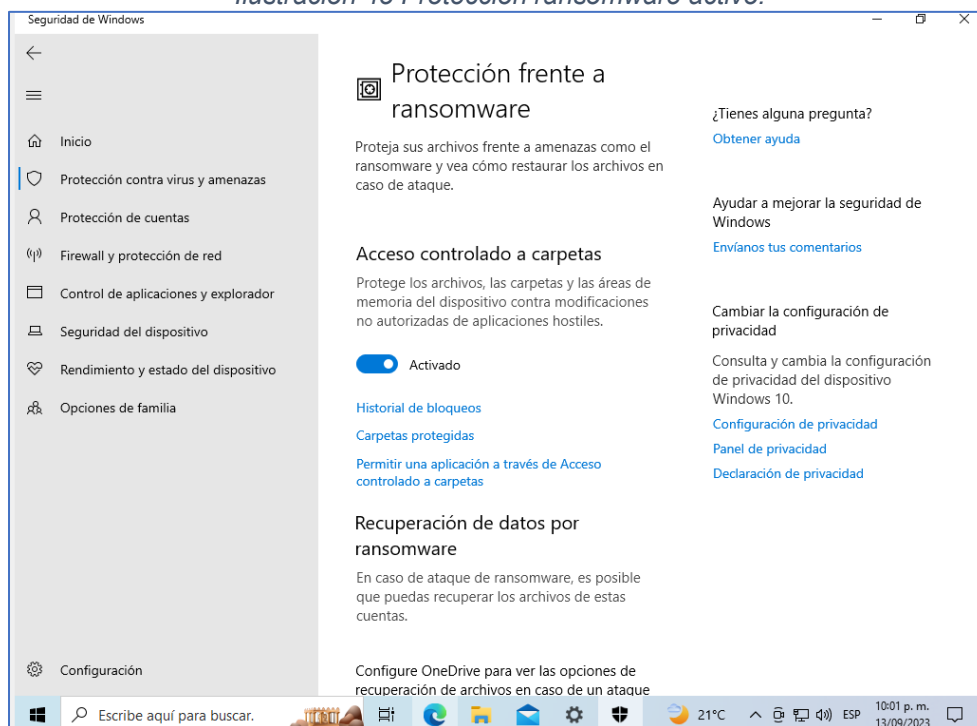 Ilustración 45 Protección ransomware activo.
Seguridad de Windows
Inicio
Protección contra virus y amenazas
Protección de cuentas
Firewall y protección de red
Control de aplicaciones y explorador
Seguridad del dispositivo
Rendimiento y estado del dispositivo
Opciones de familia
Configuración
Protección frente a
ransomware
Proteja sus archivos frente a amenazas como el
ransomware y vea cómo restaurar los archivos en
caso de ataque.
Acceso controlado a carpetas
Protege los archivos, las carpetas y las áreas de
memoria del dispositivo contra modificaciones
no autorizadas de aplicaciones hostiles.
Activado
Historial de bloqueos
Carpetas protegidas
Permitir una aplicación a través de Acceso
controlado a carpetas
Recuperación de datos por
ransomware
En caso de ataque de ransomware, es posible
que puedas recuperar los archivos de estas
cuentas.
Configure OneDrive para ver las opciones de
recuperación de archivos en caso de un ataque
¿Tienes alguna pregunta?
Obtener ayuda
Ayudar a mejorar la seguridad de
Windows
Envíanos tus comentarios
Cambiar la configuración de
privacidad
Consulta y cambia la configuración
de privacidad del dispositivo
Windows 10.
Configuración de privacidad
Panel de privacidad
Declaración de privacidad
Escribe aquí para buscar.
21°C
ESP
10:01 p. m.
13/09/2023